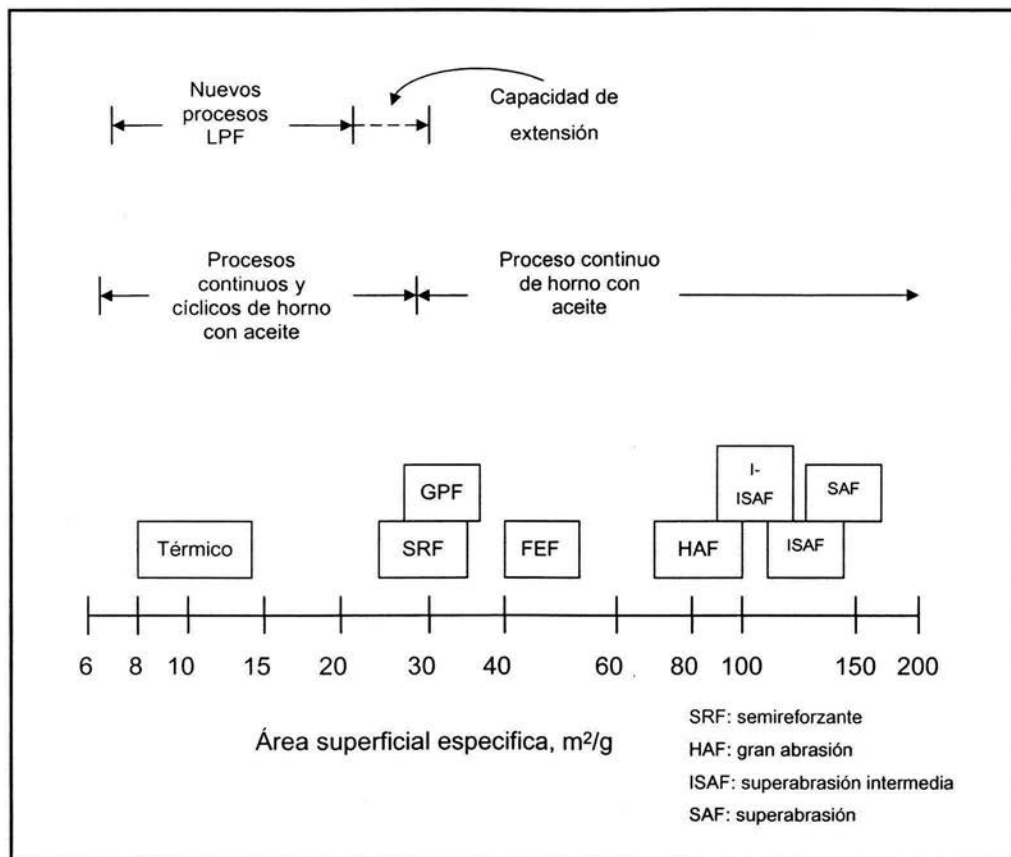 Nuevos
procesos
LPF
Capacidad de
extensión
Procesos
continuos y
cíclicos de horno
con aceite
Proceso continuo
de horno con
aceite
I-
ISAF
SAF
GPF
Térmico
SRF
FEF
HAF
ISAF
6 8 10 15 20 30 40 60 80 100 150 200
Área superficial especifica, m²/g
SRF: semireforzante
HAF: gran abrasión
ISAF: superabrasión intermedia
SAF: superabrasión